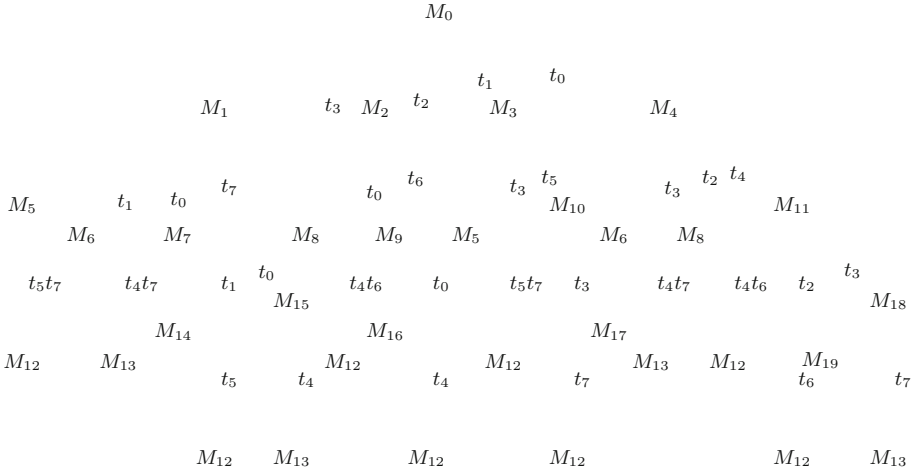 M₀
t₁ t₀
M₁ t₃ M₂ t₂ M₃ M₄
t₇ t₀ t₆ t₃ t₅ t₃ t₂ t₄
M₅ t₁ t₀ M₁₀ M₁₁
M₆ M₇ M₈ M₉ M₅ M₆ M₈
t₅t₇ t₄t₇ t₁ t₀ t₄t₆ t₀ t₅t₇ t₃ t₄t₇ t₄t₆ t₂ t₃
M₁₅ M₁₈
M₁₄ M₁₆ M₁₇
M₁₂ M₁₃ M₁₂ M₁₂ M₁₃ M₁₂ M₁₉
t₅ t₄ t₄ t₇ t₆ t₇
M₁₂ M₁₃ M₁₂ M₁₂ M₁₂ M₁₃